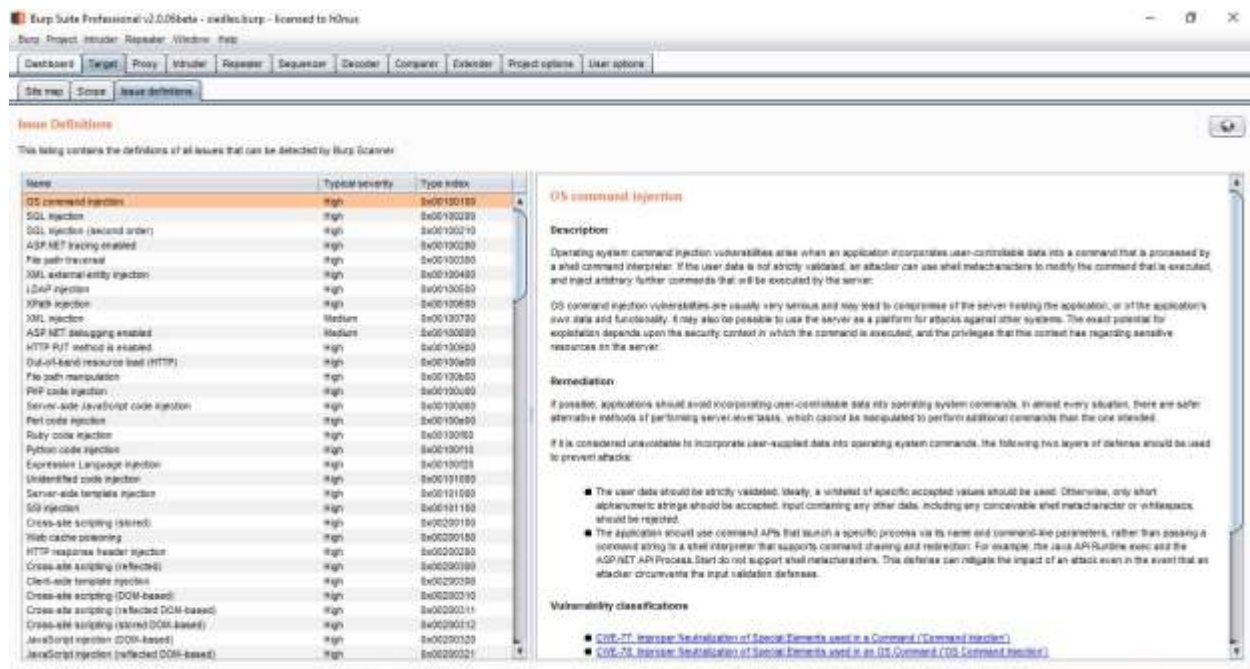 Burp Suite Professional v2.0.06beta - siedles.burp - licensed to h0nus
Burp Project Intruder Repeater Window Help
Dashboard Target Proxy Intruder Repeater Sequencer Decoder Comparer Extender Project options User options
Site map Scope Issue definitions
Issue Definitions
This listing contains the definitions of all issues that can be detected by Burp Scanner.
Name Typical severity Type index
OS command injection High 0x00100100
SQL injection High 0x00100200
SQL injection (second order) High 0x00100210
ASP.NET tracing enabled High 0x00100280
File path traversal High 0x00100300
XML external entity injection High 0x00100400
LDAP injection High 0x00100500
XPath injection High 0x00100600
XML injection Medium 0x00100700
ASP.NET debugging enabled Medium 0x00100800
HTTP PUT method is enabled High 0x00100900
Out-of-band resource load (HTTP) High 0x00100a00
File path manipulation High 0x00100b00
PHP code injection High 0x00100c00
Server-side JavaScript code injection High 0x00100d00
Perl code injection High 0x00100e00
Ruby code injection High 0x00100f00
Python code injection High 0x00100f10
Expression Language injection High 0x00100f20
Unidentified code injection High 0x00101000
Server-side template injection High 0x00101080
SSI injection High 0x00101100
Cross-site scripting (stored) High 0x00200100
Web cache poisoning High 0x00200180
HTTP response header injection High 0x00200200
Cross-site scripting (reflected) High 0x00200300
Client-side template injection High 0x00200308
Cross-site scripting (DOM-based) High 0x00200310
Cross-site scripting (reflected DOM-based) High 0x00200311
Cross-site scripting (stored DOM-based) High 0x00200312
JavaScript injection (DOM-based) High 0x00200320
JavaScript injection (reflected DOM-based) High 0x00200321
OS command injection
Description
Operating system command injection vulnerabilities arise when an application incorporates user-controllable data into a command that is processed by
a shell command interpreter. If the user data is not strictly validated, an attacker can use shell metacharacters to modify the command that is executed,
and inject arbitrary further commands that will be executed by the server.
OS command injection vulnerabilities are usually very serious and may lead to compromise of the server hosting the application, or of the application's
own data and functionality. It may also be possible to use the server as a platform for attacks against other systems. The exact potential for
exploitation depends upon the security context in which the command is executed, and the privileges that this context has regarding sensitive
resources on the server.
Remediation
If possible, applications should avoid incorporating user-controllable data into operating system commands. In almost every situation, there are safer
alternative methods of performing server-level tasks, which cannot be manipulated to perform additional commands than the one intended.
If it is considered unavoidable to incorporate user-supplied data into operating system commands, the following two layers of defense should be used
to prevent attacks:
■ The user data should be strictly validated. Ideally, a whitelist of specific accepted values should be used. Otherwise, only short
alphanumeric strings should be accepted. Input containing any other data, including any conceivable shell metacharacter or whitespace,
should be rejected.
■ The application should use command APIs that launch a specific process via its name and command-line parameters, rather than passing a
command string to a shell interpreter that supports command chaining and redirection. For example, the Java API Runtime.exec and the
ASP.NET API Process.Start do not support shell metacharacters. This defense can mitigate the impact of an attack even in the event that an
attacker circumvents the input validation defenses.
Vulnerability classifications
■ CWE-77: Improper Neutralization of Special Elements used in a Command ('Command Injection')
■ CWE-78: Improper Neutralization of Special Elements used in an OS Command ('OS Command Injection')